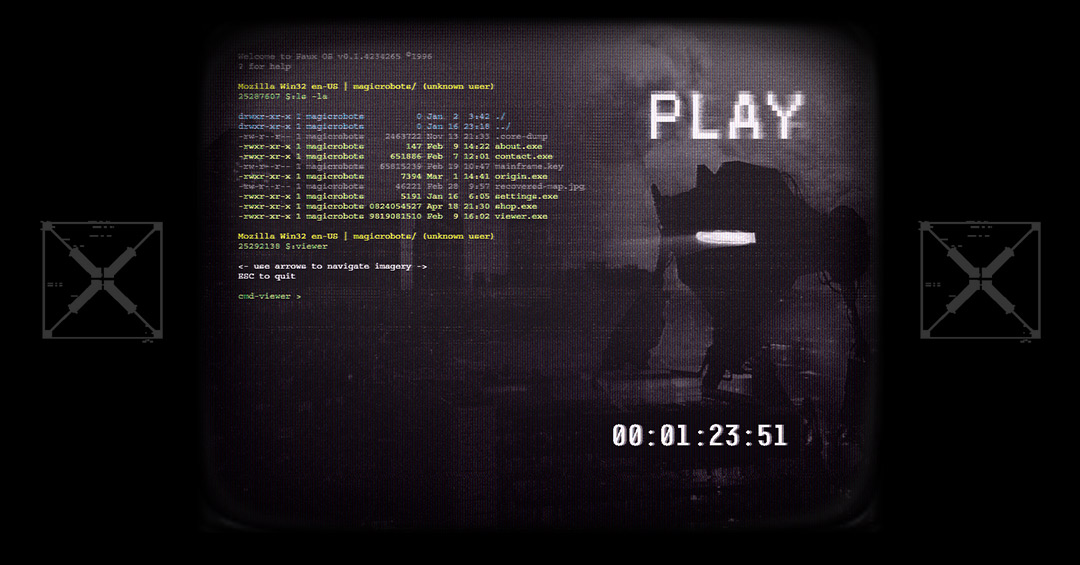 Welcome to Faux OS v0.1.4234265 ©1996
? for help
Mozilla Win32 en-US | magicrobots/ (unknown user)
25287607 $:ls -la
drwxr-xr-x 1 magicrobots 0 Jan 2 3:42 ./
drwxr-xr-x 1 magicrobots 0 Jan 16 23:18 ../
-rw-r--r-- 1 magicrobots 2463722 Nov 13 21:33 .core-dump
-rwxr-xr-x 1 magicrobots 147 Feb 9 14:22 about.exe
-rwxr-xr-x 1 magicrobots 651886 Feb 7 12:01 contact.exe
-rw-r--r-- 1 magicrobots 65815239 Feb 19 10:47 mainframe.key
-rwxr-xr-x 1 magicrobots 7394 Mar 1 14:41 origin.exe
-rw-r--r-- 1 magicrobots 46221 Feb 28 9:57 recovered-map.jpg
-rwxr-xr-x 1 magicrobots 5191 Jan 16 6:05 settings.exe
-rwxr-xr-x 1 magicrobots 0824054527 Apr 18 21:30 shop.exe
-rwxr-xr-x 1 magicrobots 9819081510 Feb 9 16:02 viewer.exe
Mozilla Win32 en-US | magicrobots/ (unknown user)
25292138 $:viewer
<- use arrows to navigate imagery ->
ESC to quit
cmd-viewer >
PLAY
00:01:23:51